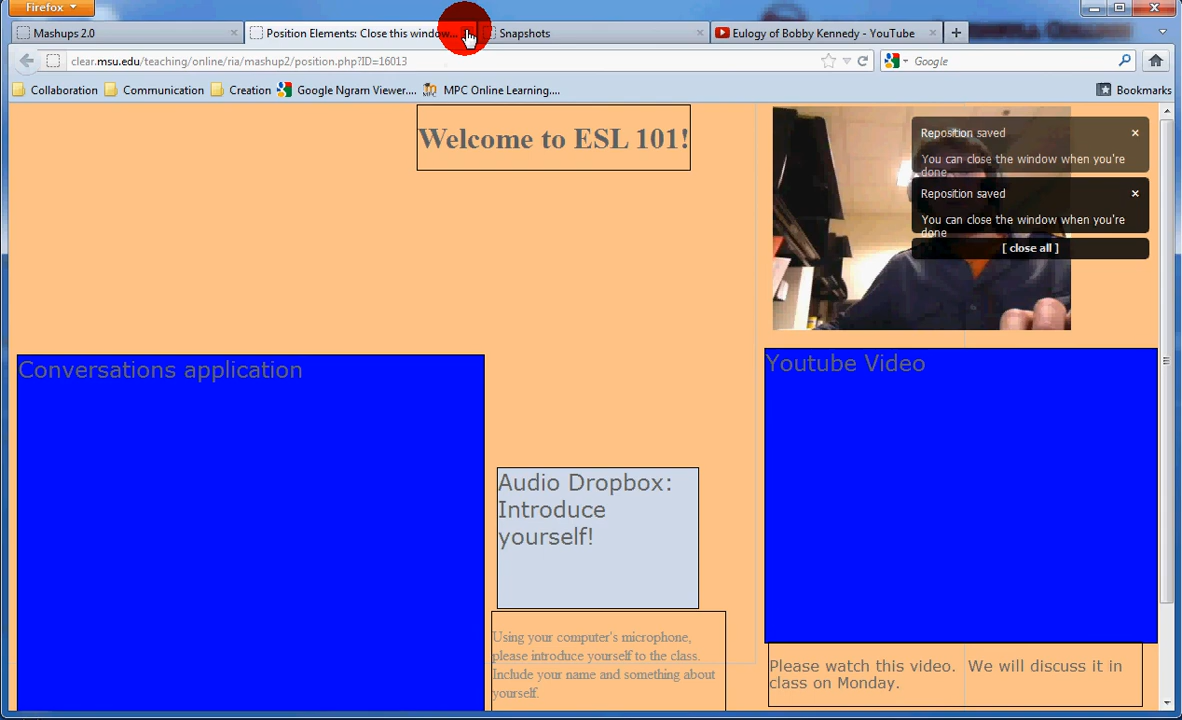 Firefox
Mashups 2.0
Position Elements: Close this window...
Snapshots
Eulogy of Bobby Kennedy - YouTube
clear.msu.edu/teaching/online/ria/mashup2/position.php?ID=16013
Google
Collaboration
Communication
Creation
Google Ngram Viewer....
MPC Online Learning....
Bookmarks
Welcome to ESL 101!
Reposition saved
You can close the window when you're
done
Reposition saved
You can close the window when you're
done
[ close all ]
Conversations application
Youtube Video
Audio Dropbox:
Introduce
yourself!
Using your computer's microphone,
please introduce yourself to the class.
Include your name and something about
yourself.
Please watch this video. We will discuss it in
class on Monday.